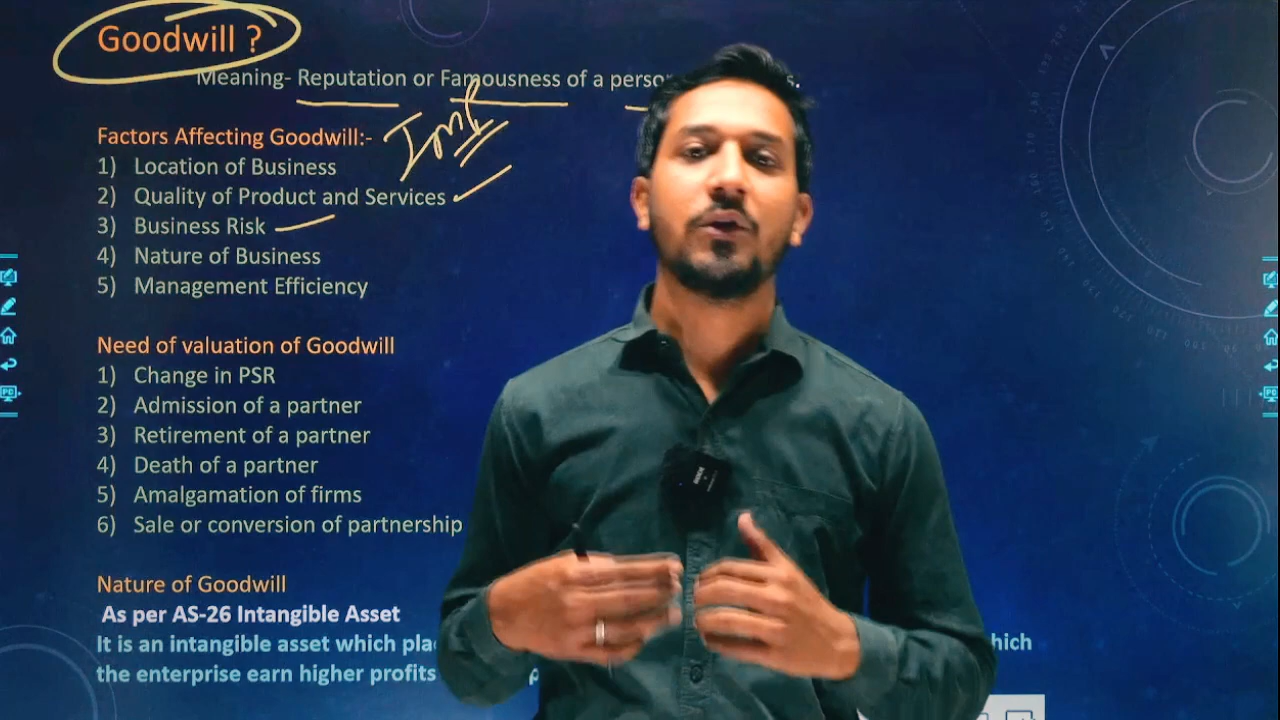 Goodwill ?
Meaning- Reputation or Famousness of a
Factors Affecting Goodwill:-
Imp
1) Location of Business
2) Quality of Product and Services
3) Business Risk
4) Nature of Business
5) Management Efficiency
Need of valuation of Goodwill
1) Change in PSR
2) Admission of a partner
3) Retirement of a partner
4) Death of a partner
5) Amalgamation of firms
6) Sale or conversion of partnership
Nature of Goodwill
As per AS-26 Intangible Asset
It is an intangible asset which
the enterprise earn higher profits